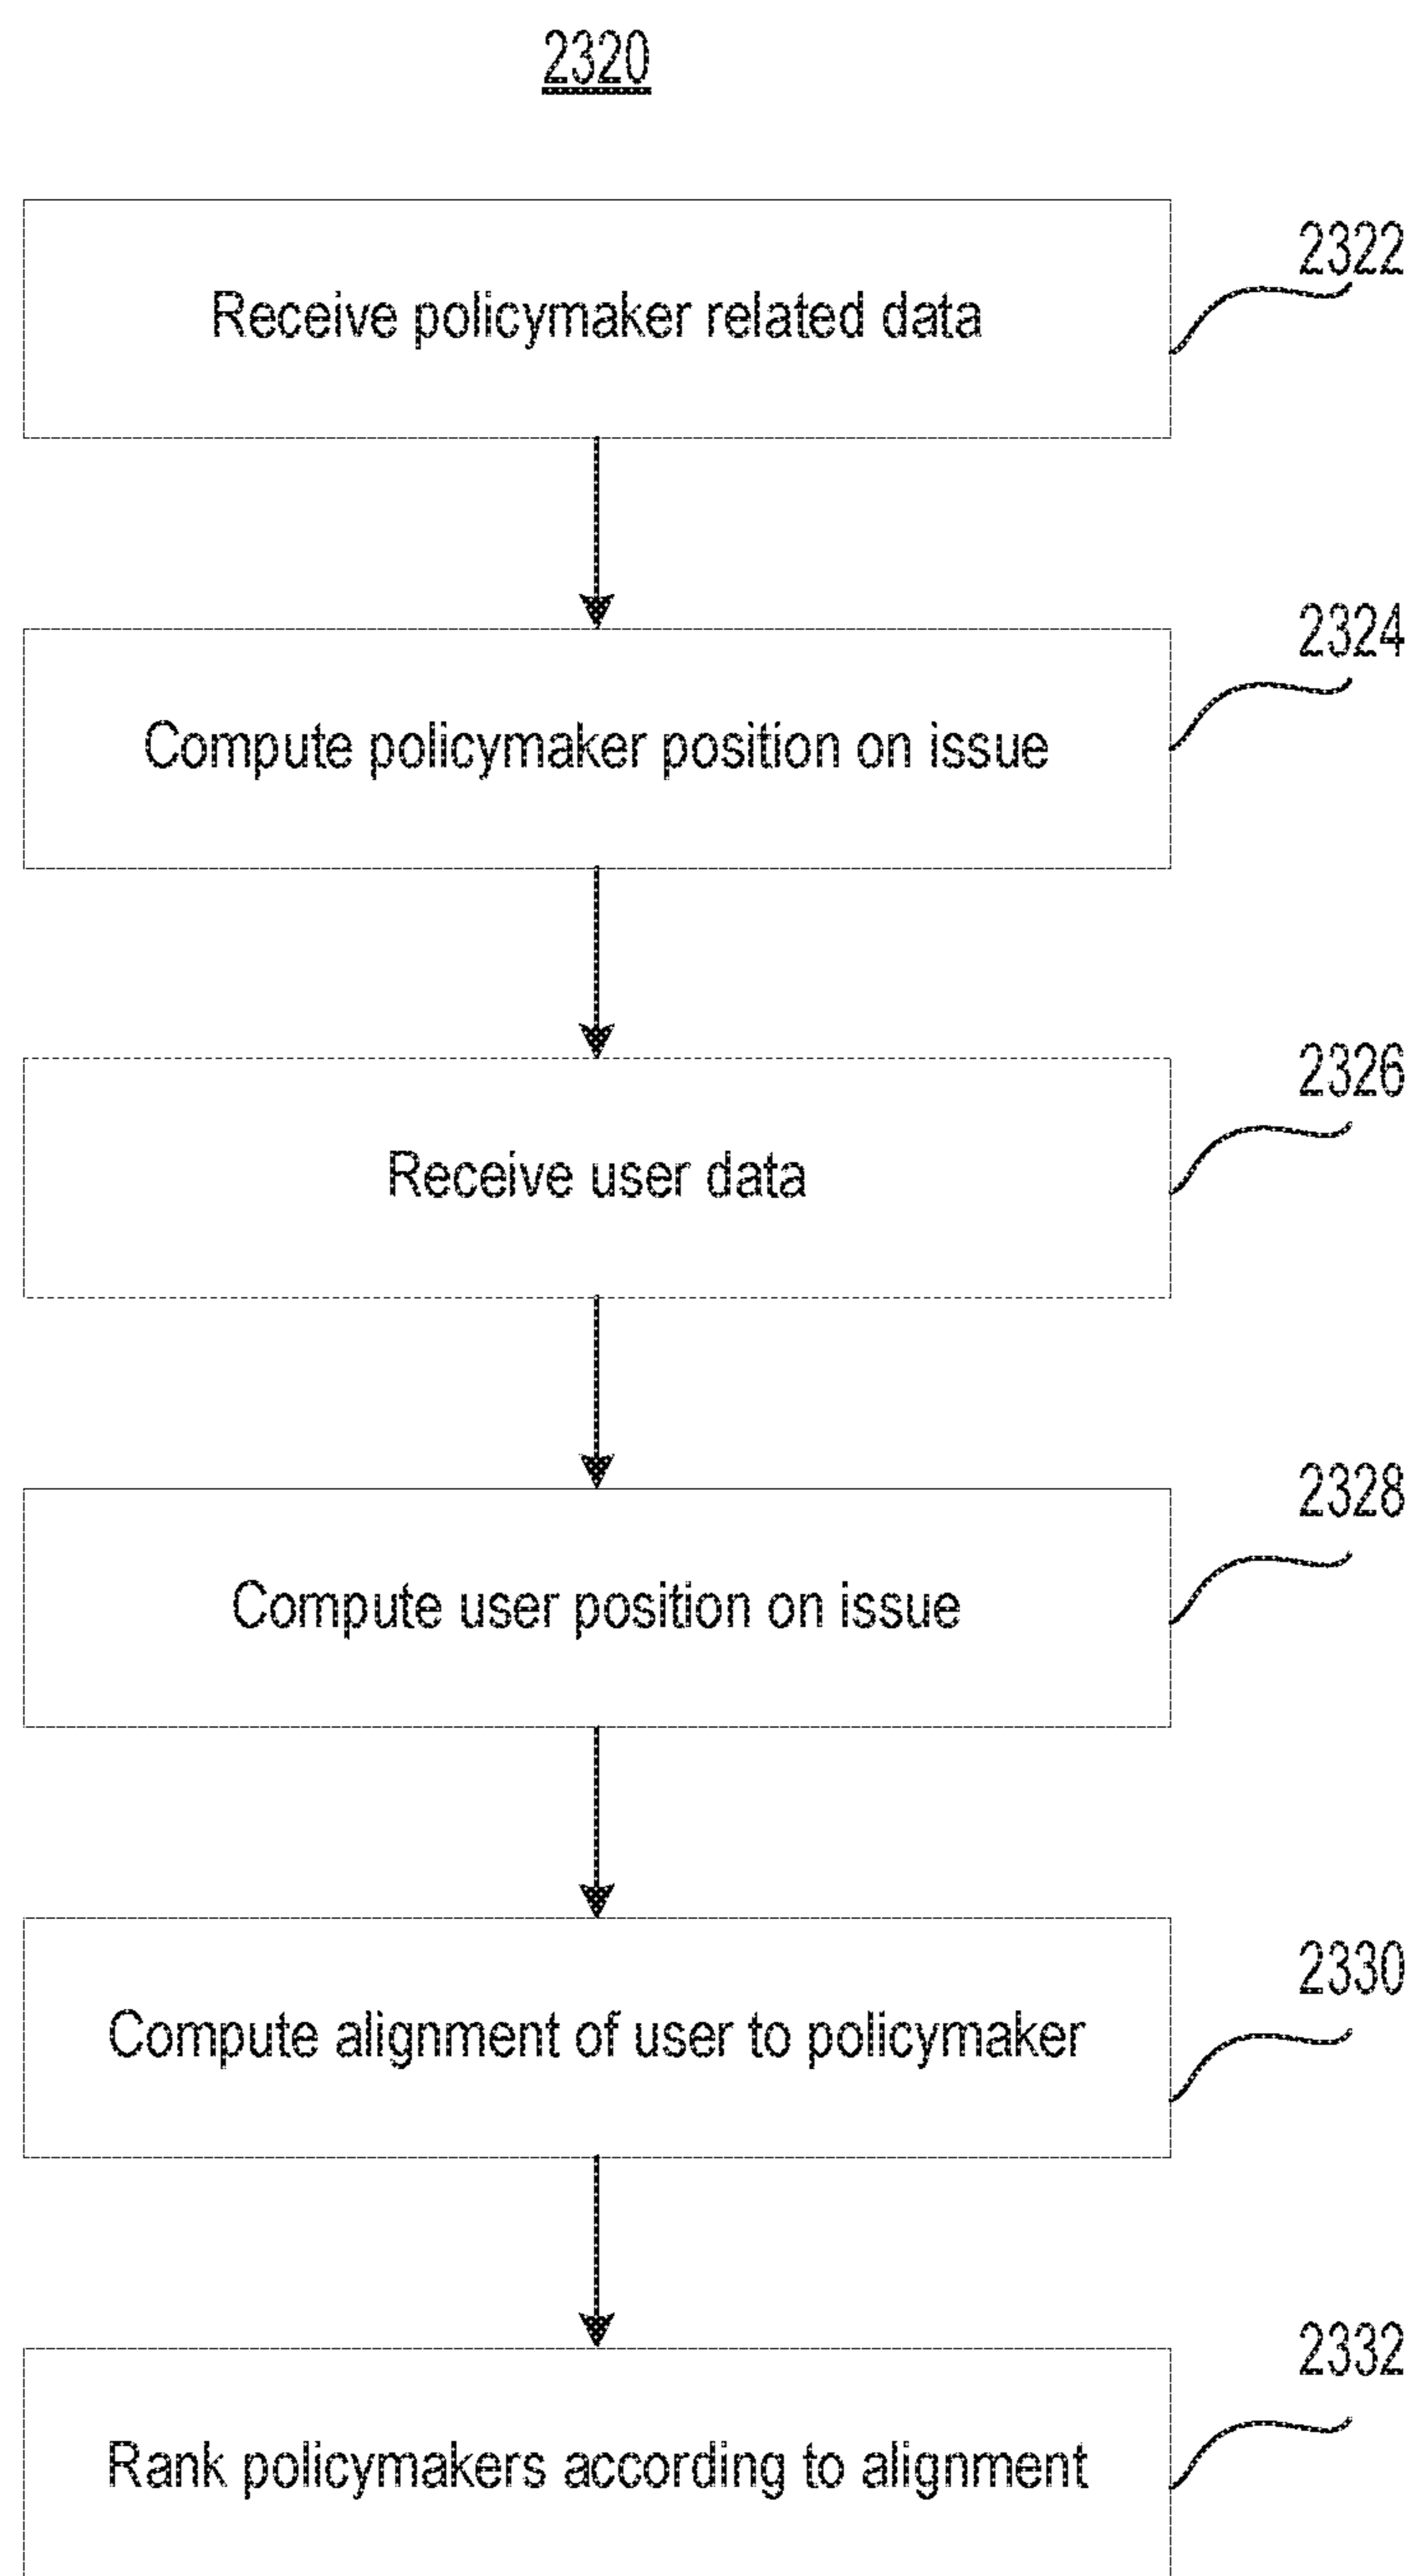 2320
2322
Receive policymaker related data
2324
Compute policymaker position on issue
2326
Receive user data
2328
Compute user position on issue
2330
Compute alignment of user to policymaker
2332
Rank policymakers according to alignment